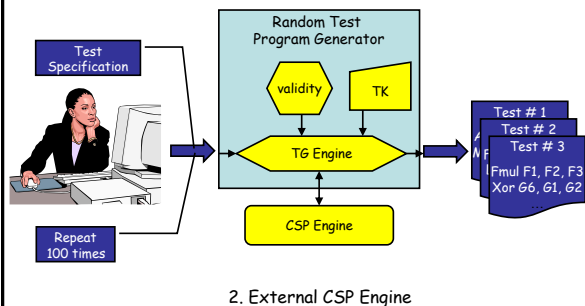 Random Test
Program Generator
Test
Specification
validity
TK
TG Engine
CSP Engine
Repeat
100 times
Test # 1
Test # 2
Test # 3
Fmul F1, F2, F3
Xor G6, G1, G2
...
2. External CSP Engine